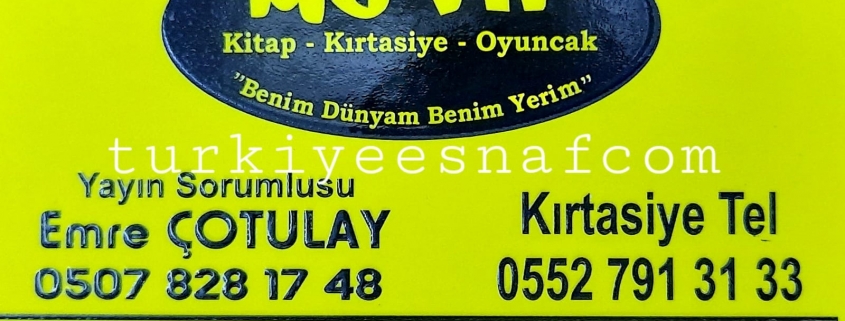 Kitap - Kırtasiye - Oyuncak
"Benim Dünyam Benim Yerim"
turkiyeesnafcom
Yayın Sorumlusu
Emre ÇOTULAY
0507 828 17 48
Kırtasiye Tel
0552 791 31 33